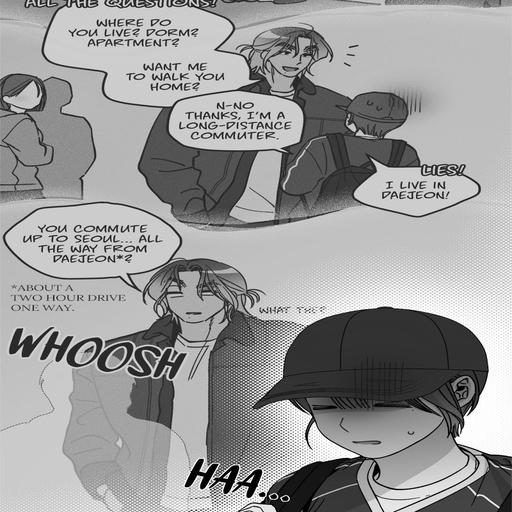 ALL THE QUESTIONS!
WHERE DO
YOU LIVE? DORM?
APARTMENT?
WANT ME
TO WALK YOU
HOME?
N-NO
THANKS, I'M A
LONG-DISTANCE
COMMUTER.
LIES!
I LIVE IN
DAEJEON!
YOU COMMUTE
UP TO SEOUL... ALL
THE WAY FROM
DAEJEON*?
*ABOUT A
TWO HOUR DRIVE
ONE WAY.
WHAT THE?
WHOOSH
HAA...